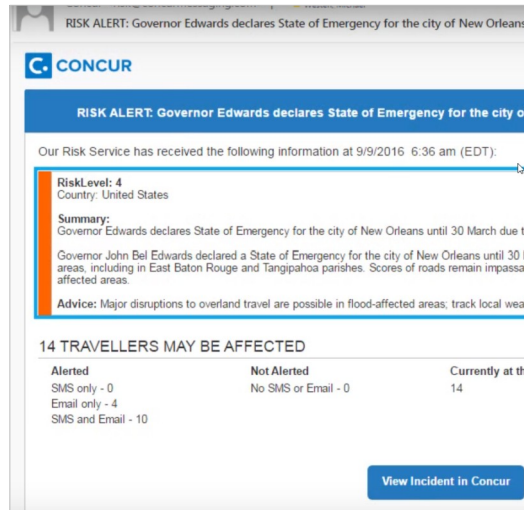 RISK ALERT: Governor Edwards declares State of Emergency for the city of New Orleans
C. CONCUR
RISK ALERT: Governor Edwards declares State of Emergency for the city o
Our Risk Service has received the following information at 9/9/2016 6:36 am (EDT):
RiskLevel: 4
Country: United States
Summary:
Governor Edwards declares State of Emergency for the city of New Orleans until 30 March due t
Governor John Bel Edwards declared a State of Emergency for the city of New Orleans until 30
areas, including in East Baton Rouge and Tangipahoa parishes. Scores of roads remain impassa
affected areas.
Advice: Major disruptions to overland travel are possible in flood-affected areas; track local wea
14 TRAVELLERS MAY BE AFFECTED
Alerted Not Alerted Currently at th
SMS only - 0 No SMS or Email - 0 14
Email only - 4
SMS and Email - 10
View Incident in Concur